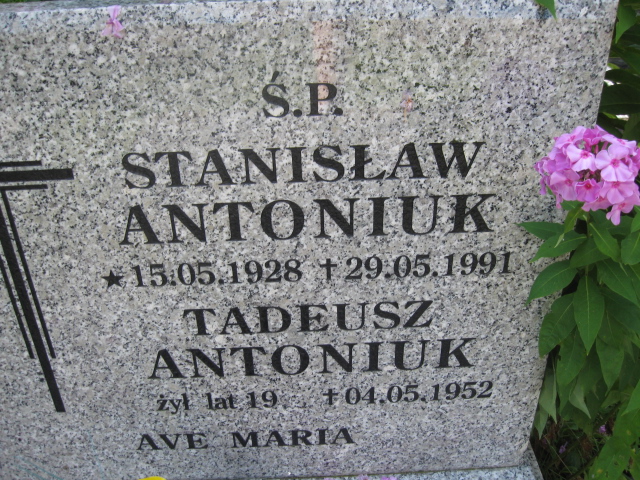 Ś.P.
STANISŁAW
ANTONIUK
★15.05.1928 †29.05.1991
TADEUSZ
ANTONIUK
żył lat 19 †04.05.1952
AVE MARIA